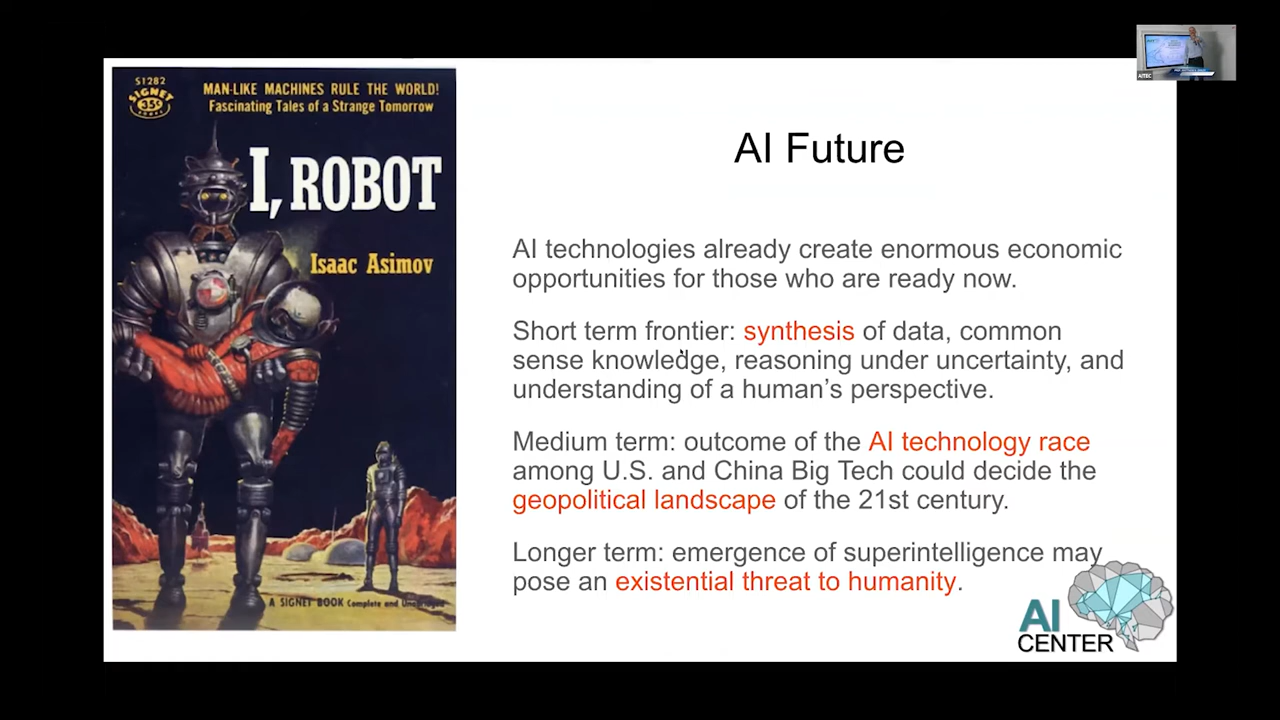 S1282
SIGNET
35¢
BOOKS
MAN-LIKE MACHINES RULE THE WORLD!
Fascinating Tales of a Strange Tomorrow
I, ROBOT
Isaac Asimov
A SIGNET BOOK Complete and Unabridged
AI Future
AI technologies already create enormous economic
opportunities for those who are ready now.
Short term frontier: synthesis of data, common
sense knowledge, reasoning under uncertainty, and
understanding of a human’s perspective.
Medium term: outcome of the AI technology race
among U.S. and China Big Tech could decide the
geopolitical landscape of the 21st century.
Longer term: emergence of superintelligence may
pose an existential threat to humanity.
AI
CENTER
AITEC